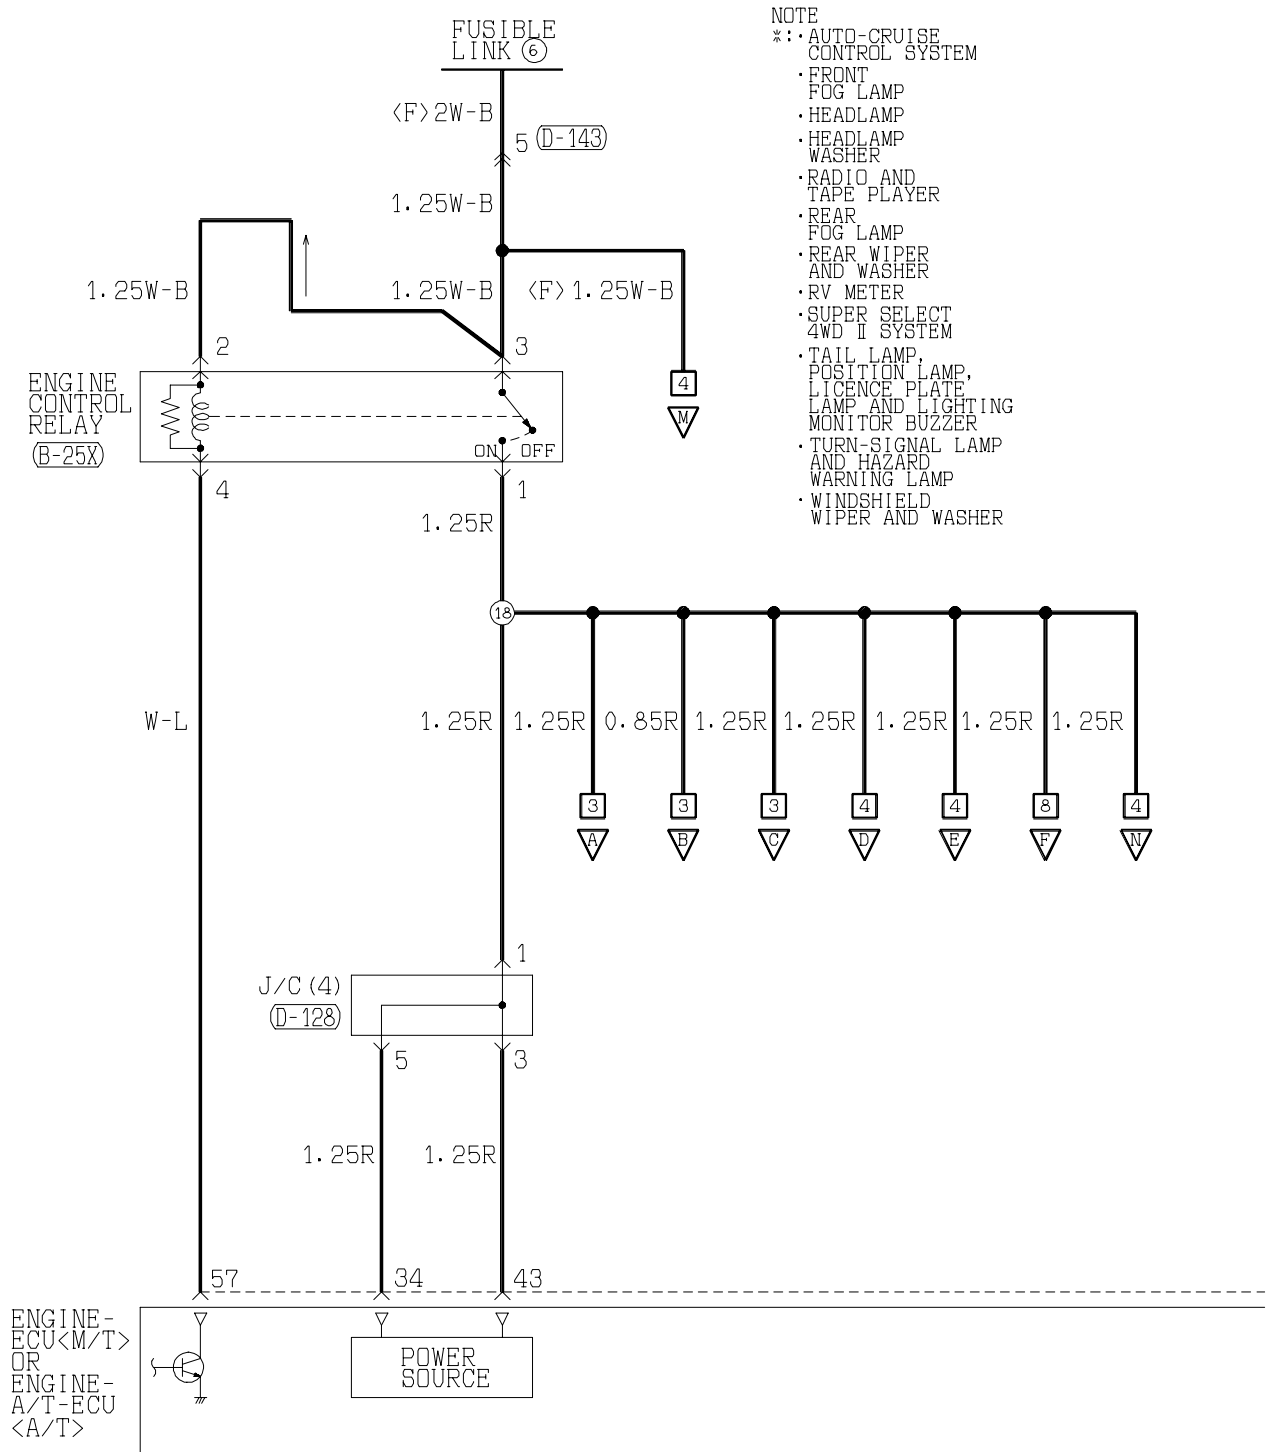 FUSIBLE
LINK 6
NOTE
*:·AUTO-CRUISE
CONTROL SYSTEM
·FRONT
FOG LAMP
·HEADLAMP
·HEADLAMP
WASHER
·RADIO AND
TAPE PLAYER
·REAR
FOG LAMP
·REAR WIPER
AND WASHER
·RV METER
·SUPER SELECT
4WD Ⅱ SYSTEM
·TAIL LAMP,
POSITION LAMP,
LICENCE PLATE
LAMP AND LIGHTING
MONITOR BUZZER
·TURN-SIGNAL LAMP
AND HAZARD
WARNING LAMP
·WINDSHIELD
WIPER AND WASHER
<F>2W-B
5 D-143
1.25W-B
1.25W-B 1.25W-B <F>1.25W-B
2 3
4
M
ENGINE
CONTROL
RELAY
B-25X
ON OFF
4 1
1.25R
18
W-L 1.25R 1.25R 0.85R 1.25R 1.25R 1.25R 1.25R 1.25R
3 3 3 4 4 8 4
A B C D E F N
1
J/C(4)
D-128
5 3
1.25R 1.25R
57 34 43
ENGINE-
ECU<M/T>
OR
ENGINE-
A/T-ECU
<A/T>
POWER
SOURCE